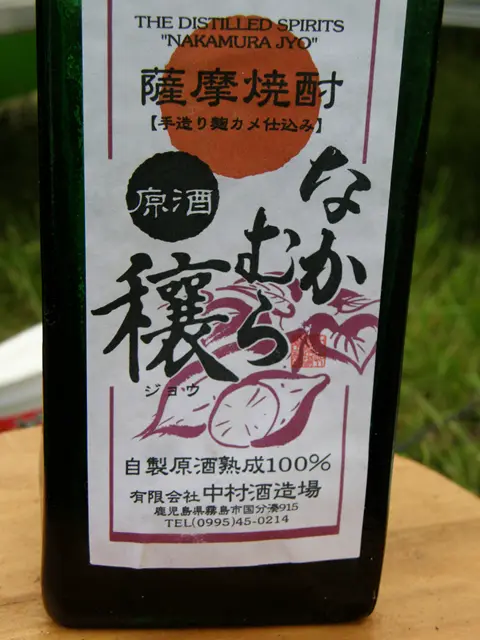 THE DISTILLED SPIRITS
"NAKAMURA JYO"
薩摩焼酎
【手造り麹カメ仕込み】
原酒
なかむら
穣
ジョウ
自製原酒熟成100%
有限会社 中村酒造場
鹿児島県霧島市国分湊915
TEL(0995)45-0214